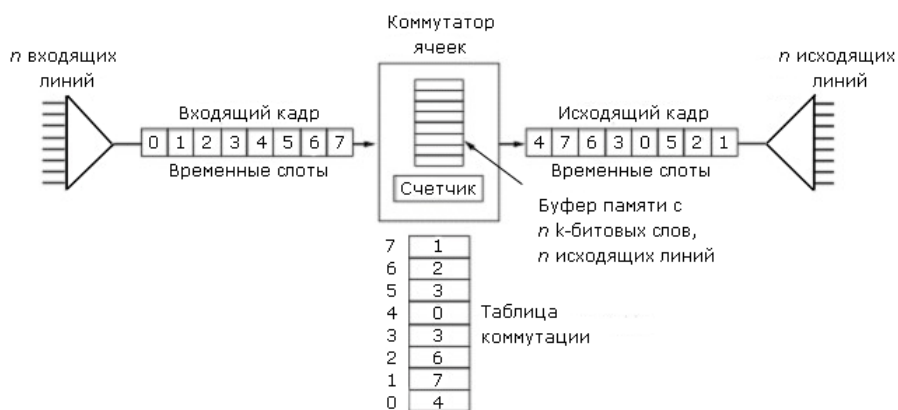 Коммутатор
ячеек
n входящих
линий
n исходящих
линий
Входящий кадр
Исходящий кадр
0 1 2 3 4 5 6 7
4 7 6 3 0 5 2 1
Временные слоты
Временные слоты
Счетчик
Буфер памяти с
n k-битовых слов,
n исходящих линий
7 1
6 2
5 3
4 0
3 3
2 6
1 7
0 4
Таблица
коммутации